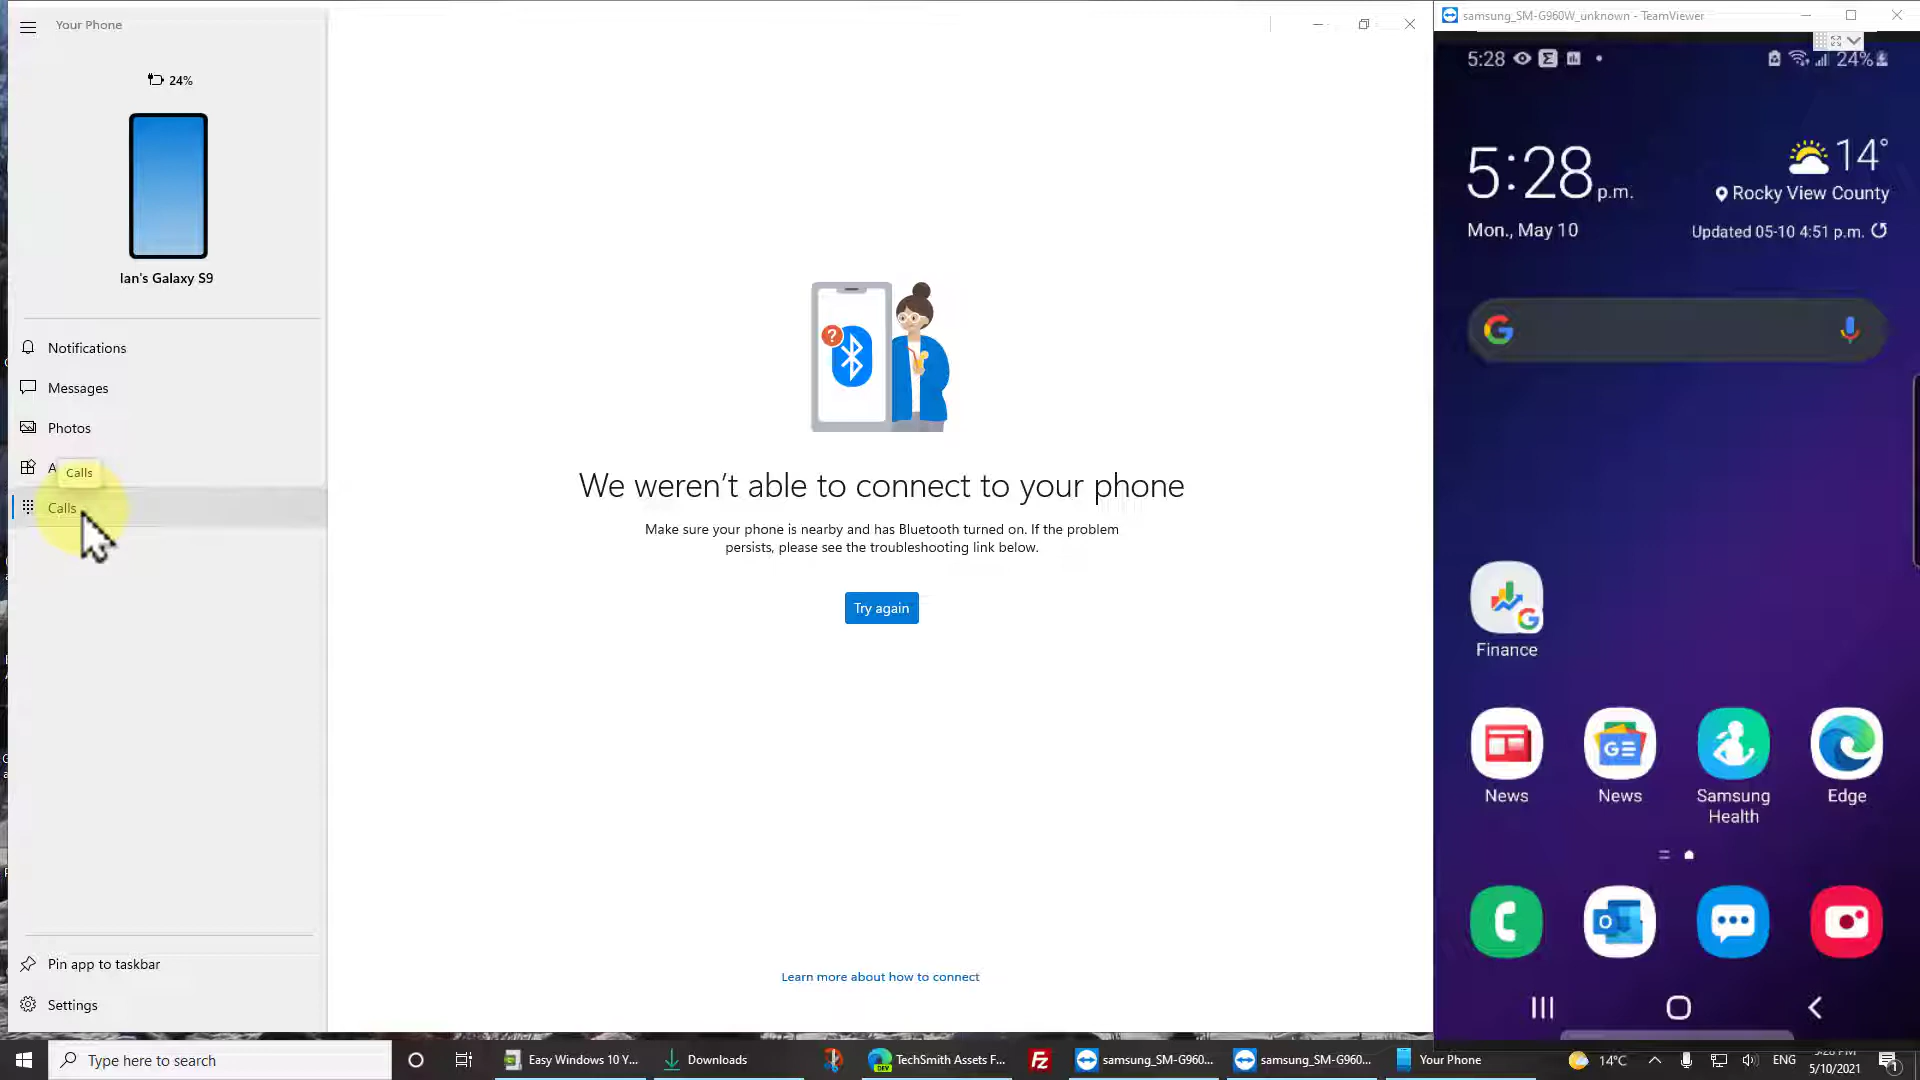 Your Phone
24%
Ian's Galaxy S9
Notifications
Messages
Photos
A
Calls
Calls
Pin app to taskbar
Settings
?
We weren't able to connect to your phone
Make sure your phone is nearby and has Bluetooth turned on. If the problem
persists, please see the troubleshooting link below.
Try again
Learn more about how to connect
samsung_SM-G960W_unknown - TeamViewer
5:28
24%
5:28 p.m.
Mon., May 10
14°
Rocky View County
Updated 05-10 4:51 p.m.
Finance
News
News
Samsung
Health
Edge
Type here to search
Easy Windows 10 Y...
Downloads
DEV
TechSmith Assets F...
samsung_SM-G960...
samsung_SM-G960...
Your Phone
14°C
ENG
5:28 PM
5/10/2021
1